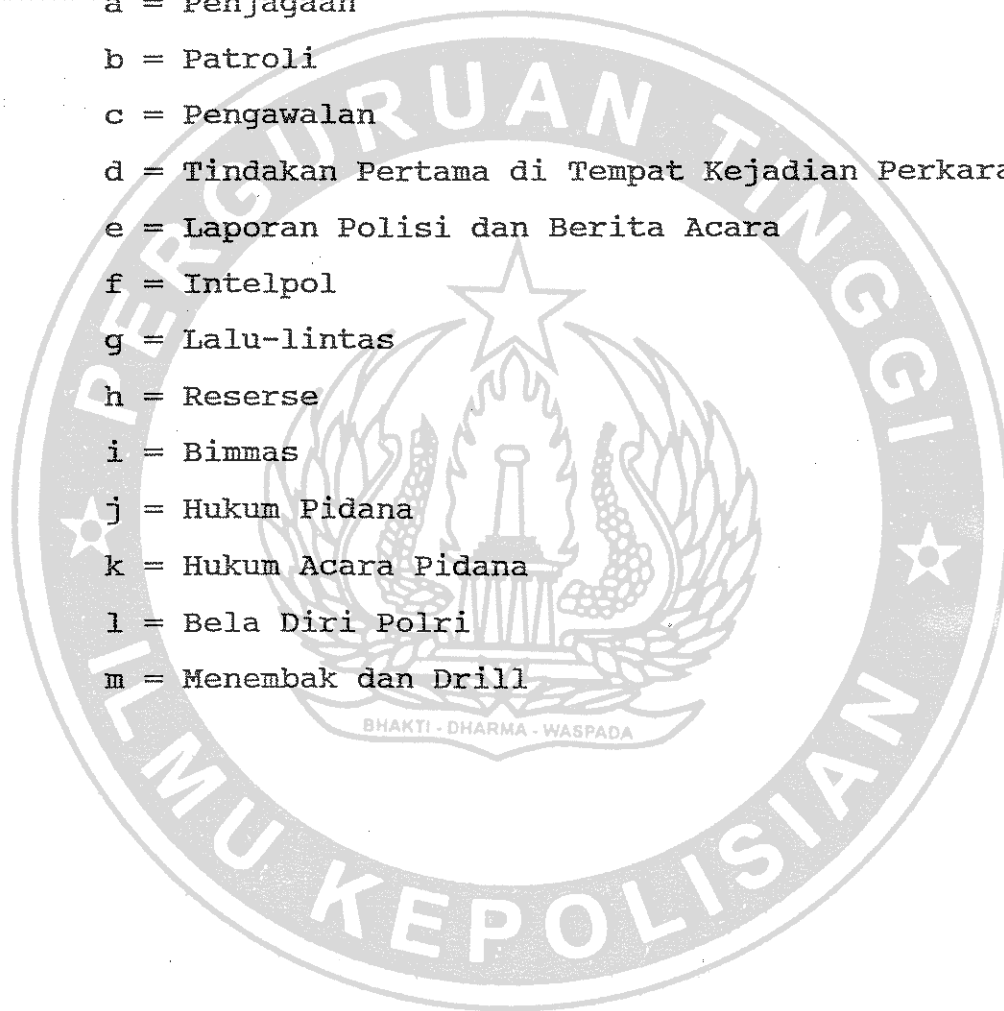 a = Penjagaan
b = Patroli
c = Pengawalan
d = Tindakan Pertama di Tempat Kejadian Perkara
e = Laporan Polisi dan Berita Acara
f = Intelpol
g = Lalu-lintas
h = Reserse
i = Bimmas
j = Hukum Pidana
k = Hukum Acara Pidana
l = Bela Diri Polri
m = Menembak dan Drill
PERGURUAN TINGGI
ILMU KEPOLISIAN
BHAKTI - DHARMA - WASPADA